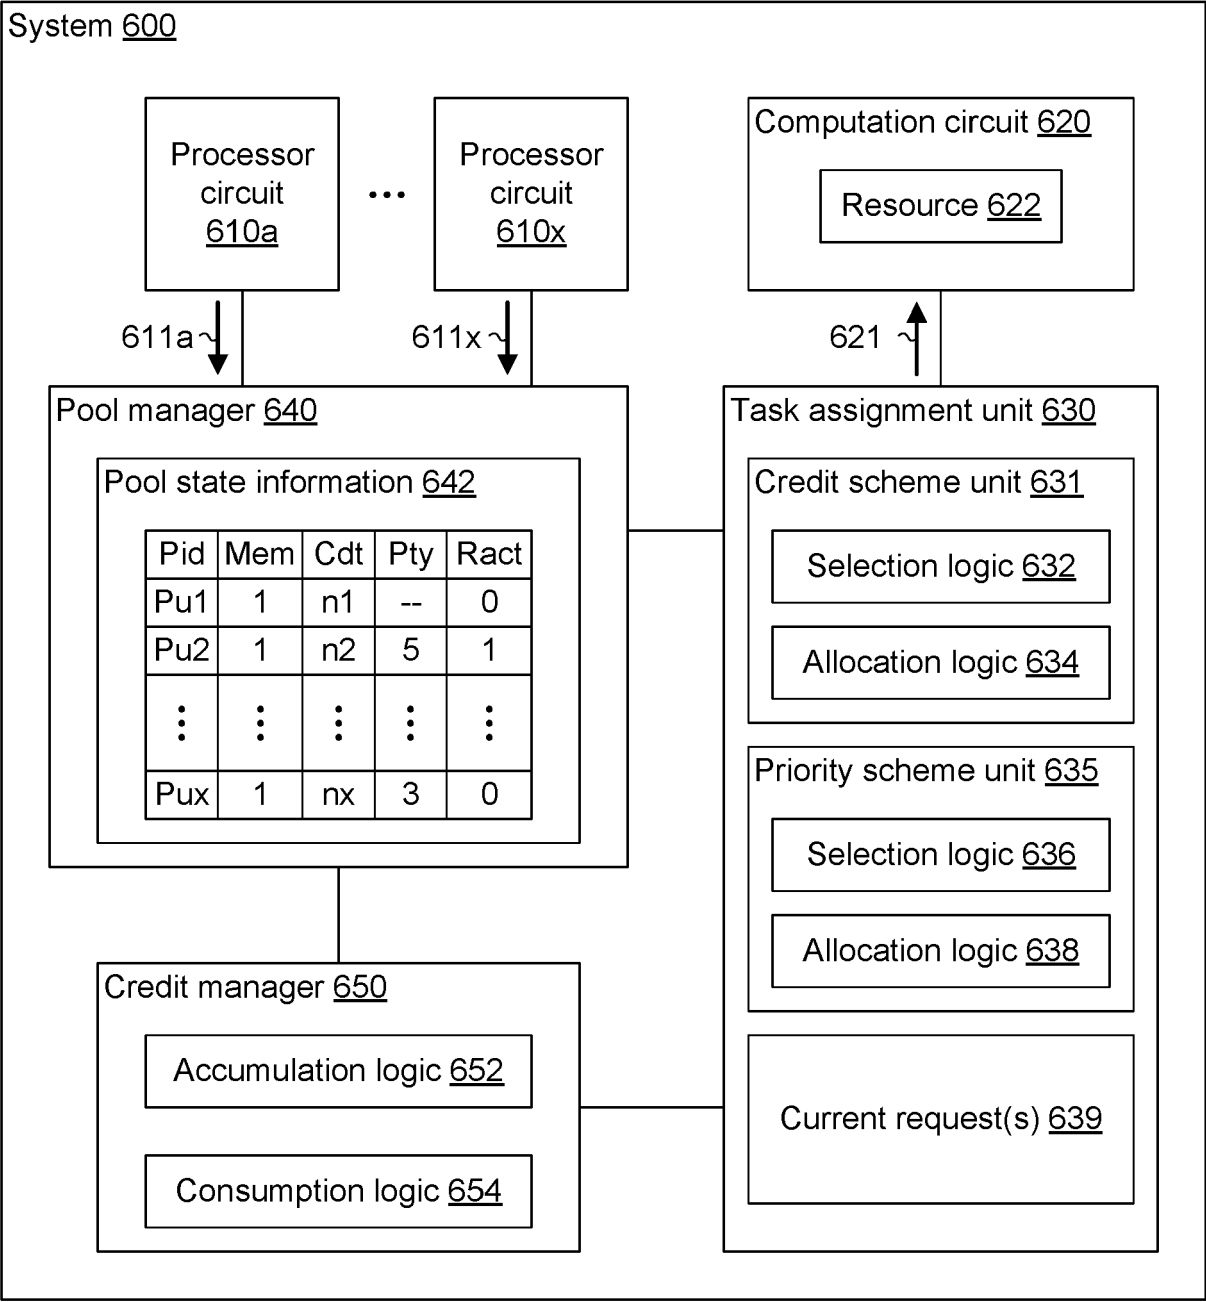 System 600
Processor
circuit
610a
...
Processor
circuit
610x
Computation circuit 620
Resource 622
611a
611x
621
Pool manager 640
Pool state information 642
Pid Mem Cdt Pty Ract
Pu1 1 n1 -- 0
Pu2 1 n2 5 1
⋮ ⋮ ⋮ ⋮ ⋮
Pux 1 nx 3 0
Task assignment unit 630
Credit scheme unit 631
Selection logic 632
Allocation logic 634
Priority scheme unit 635
Selection logic 636
Allocation logic 638
Current request(s) 639
Credit manager 650
Accumulation logic 652
Consumption logic 654